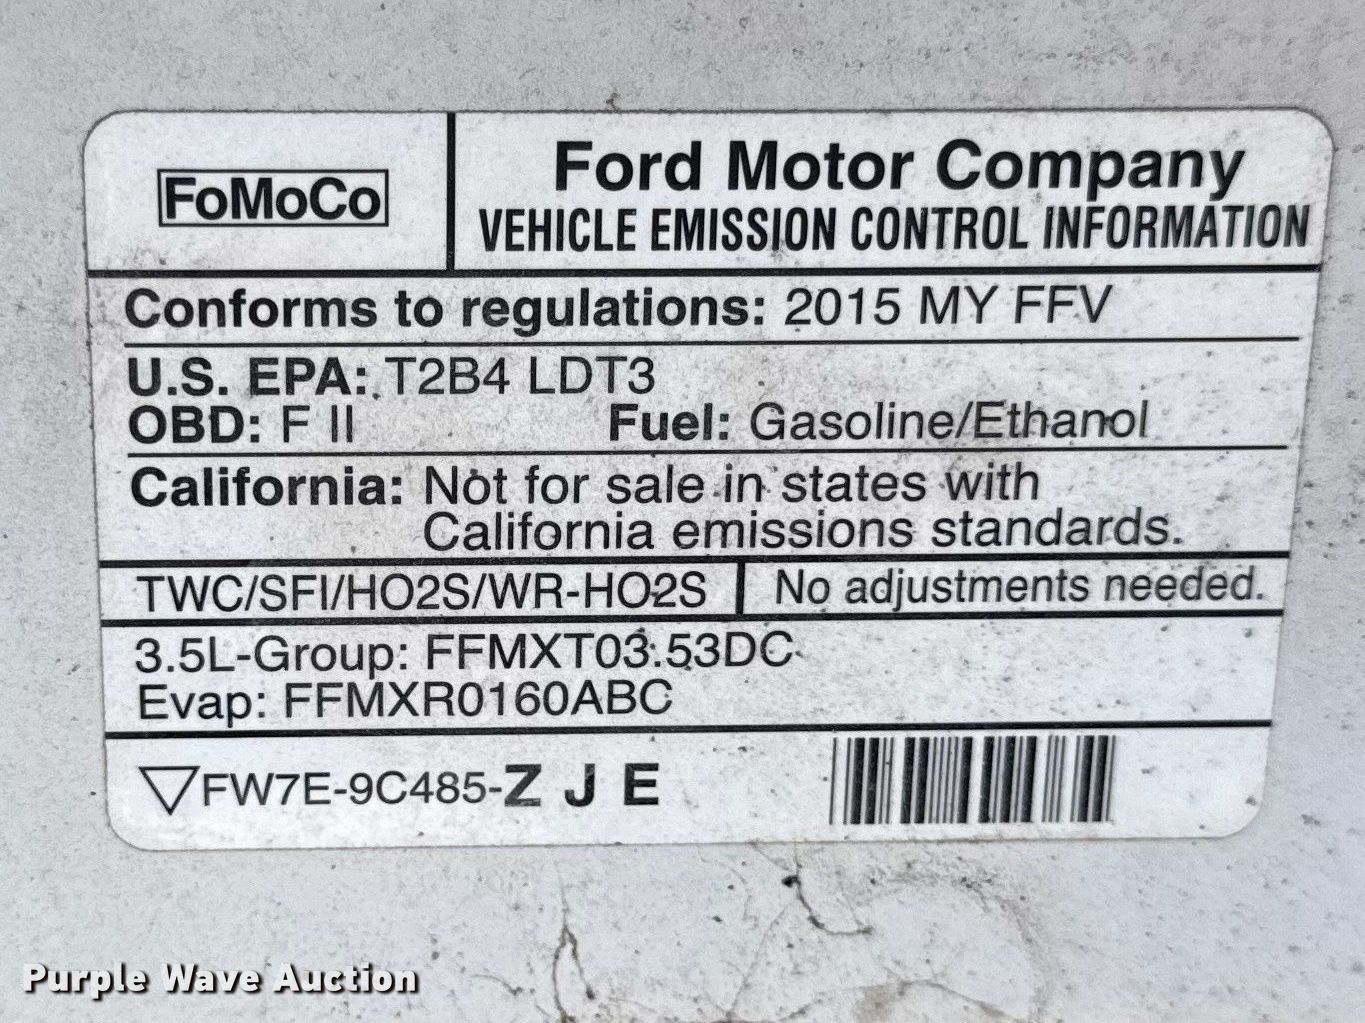 FoMoCo
Ford Motor Company
VEHICLE EMISSION CONTROL INFORMATION
Conforms to regulations: 2015 MY FFV
U.S. EPA: T2B4 LDT3
OBD: F II Fuel: Gasoline/Ethanol
California: Not for sale in states with
California emissions standards.
TWC/SFI/HO2S/WR-HO2S No adjustments needed.
3.5L-Group: FFMXT03.53DC
Evap: FFMXR0160ABC
FW7E-9C485-Z J E
Purple Wave Auction